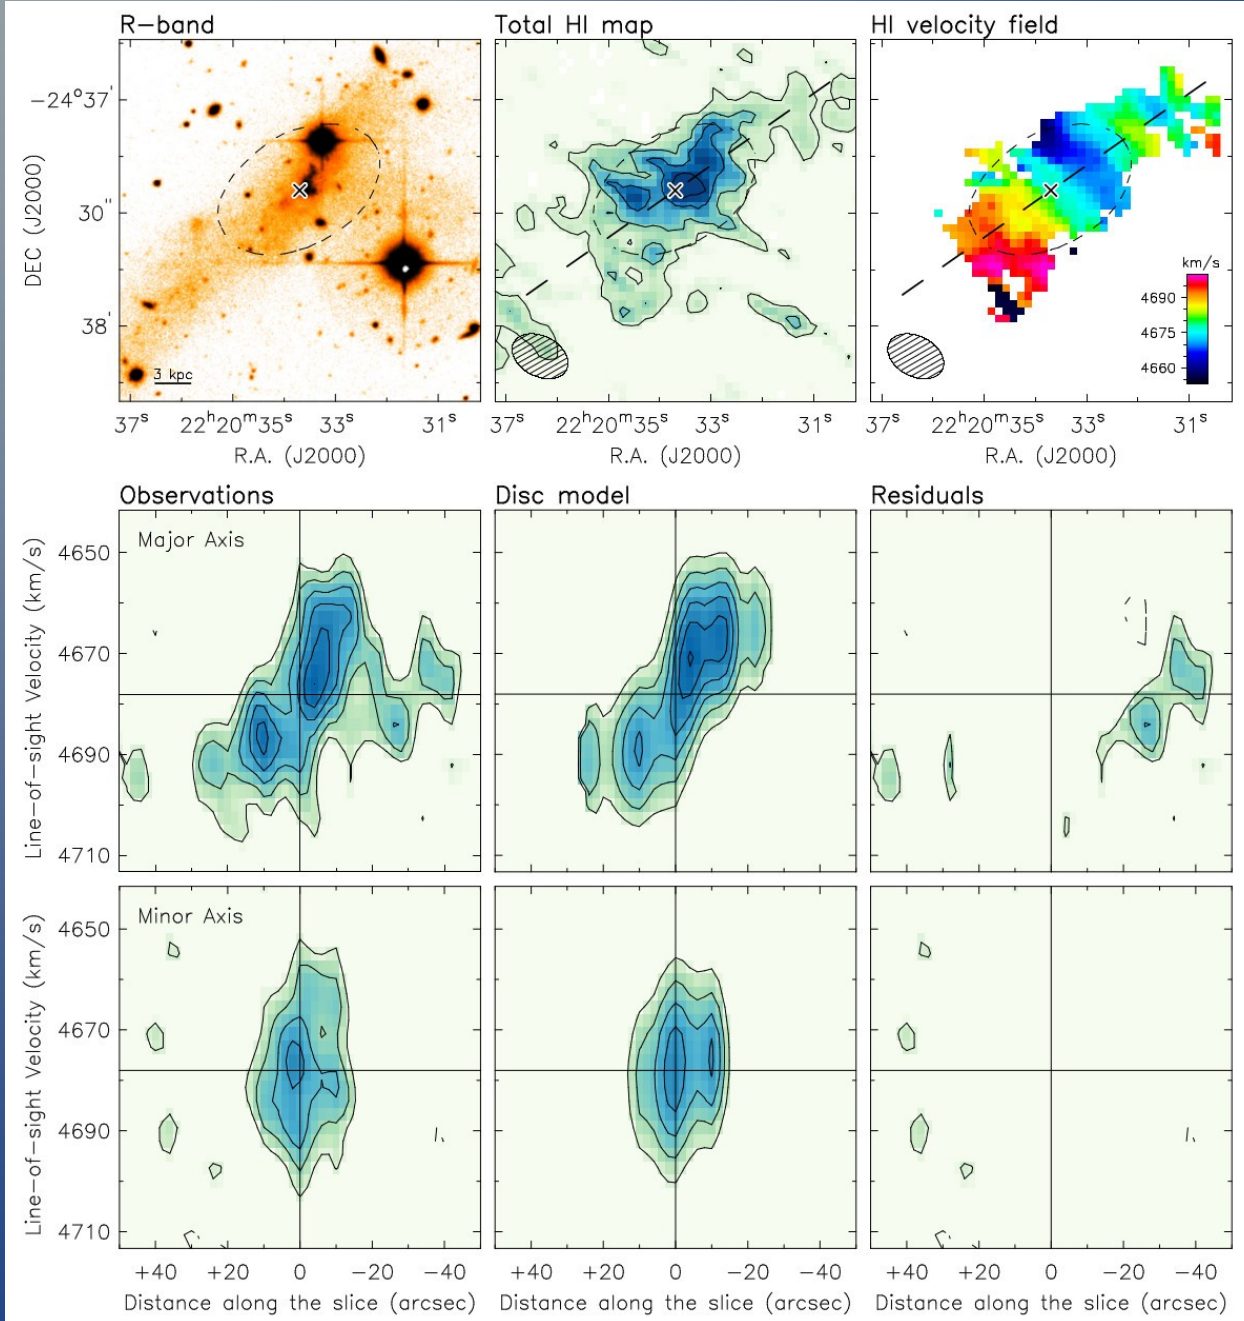 R-band
Total HI map
HI velocity field
-24°37'
30"
38'
DEC (J2000)
3 kpc
km/s
4690
4675
4660
37ˢ 22ʰ20ᵐ35ˢ 33ˢ 31ˢ
37ˢ 22ʰ20ᵐ35ˢ 33ˢ 31ˢ
37ˢ 22ʰ20ᵐ35ˢ 33ˢ 31ˢ
R.A. (J2000)
R.A. (J2000)
R.A. (J2000)
Observations
Disc model
Residuals
Major Axis
4650
4670
4690
4710
Line-of-sight Velocity (km/s)
Minor Axis
4650
4670
4690
4710
Line-of-sight Velocity (km/s)
+40 +20 0 -20 -40
+40 +20 0 -20 -40
+40 +20 0 -20 -40
Distance along the slice (arcsec)
Distance along the slice (arcsec)
Distance along the slice (arcsec)